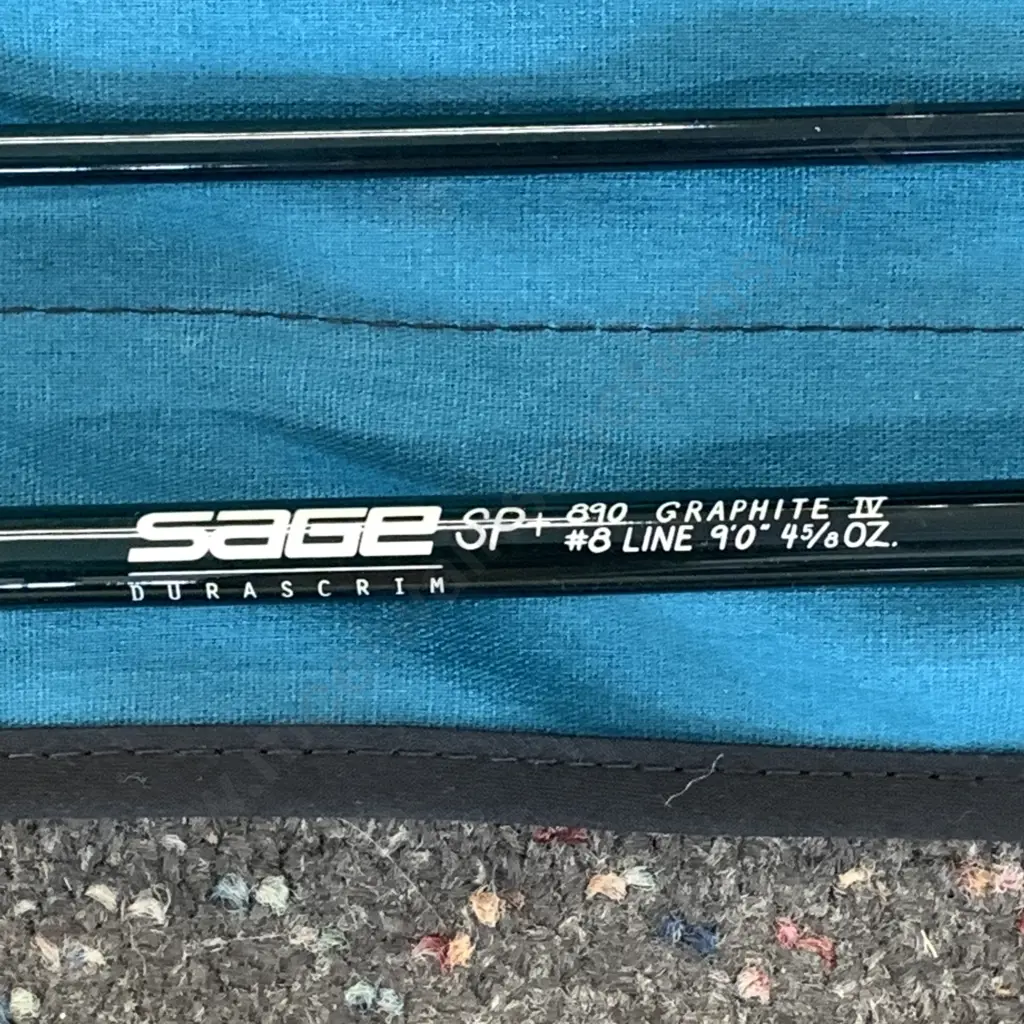 SAGE SP+ 890 GRAPHITE IV
#8 LINE 9'0" 4 5/8 OZ.
DURASCRIM